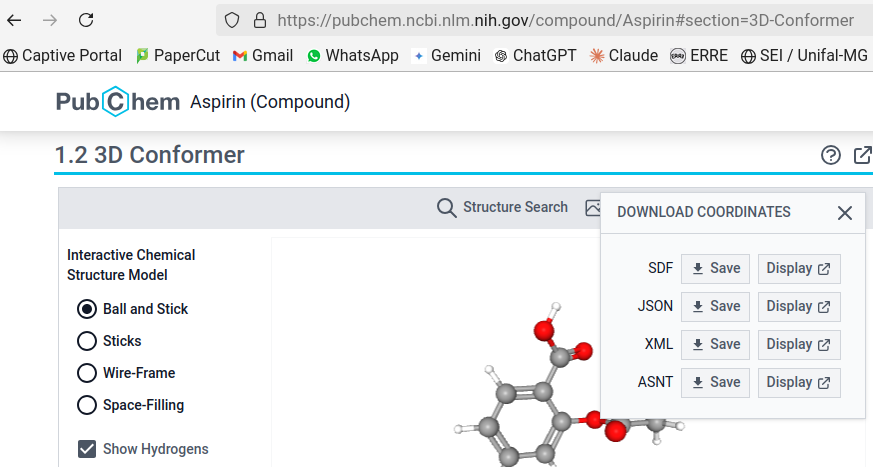 https://pubchem.ncbi.nlm.nih.gov/compound/Aspirin#section=3D-Conformer
Captive Portal PaperCut Gmail WhatsApp Gemini ChatGPT Claude ERRE SEI / Unifal-MG
PubChem Aspirin (Compound)
1.2 3D Conformer
Structure Search
DOWNLOAD COORDINATES
Interactive Chemical
Structure Model
Ball and Stick
Sticks
Wire-Frame
Space-Filling
Show Hydrogens
SDF Save Display
JSON Save Display
XML Save Display
ASNT Save Display